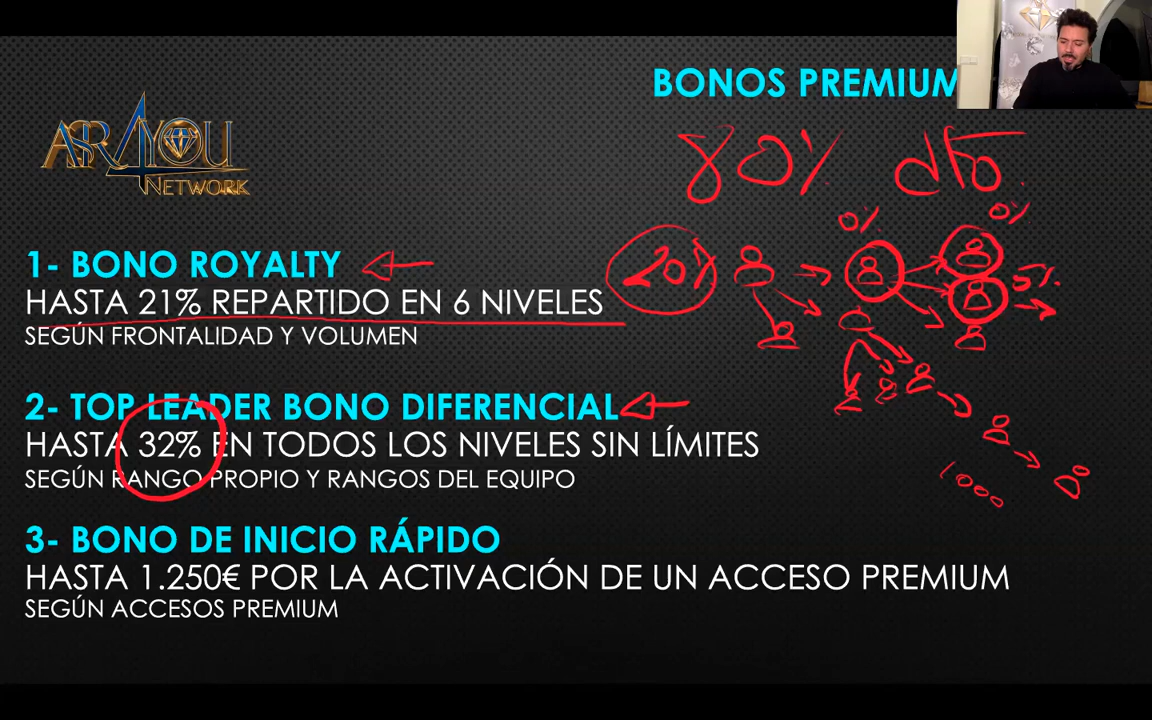 BONOS PREMIUM
ASR4YOU
NETWORK
80% dto.
0%
0%
1- BONO ROYALTY
20%
5%
HASTA 21% REPARTIDO EN 6 NIVELES
SEGÚN FRONTALIDAD Y VOLUMEN
2- TOP LEADER BONO DIFERENCIAL
HASTA 32% EN TODOS LOS NIVELES SIN LÍMITES
SEGÚN RANGO PROPIO Y RANGOS DEL EQUIPO
1000
3- BONO DE INICIO RÁPIDO
HASTA 1.250€ POR LA ACTIVACIÓN DE UN ACCESO PREMIUM
SEGÚN ACCESOS PREMIUM